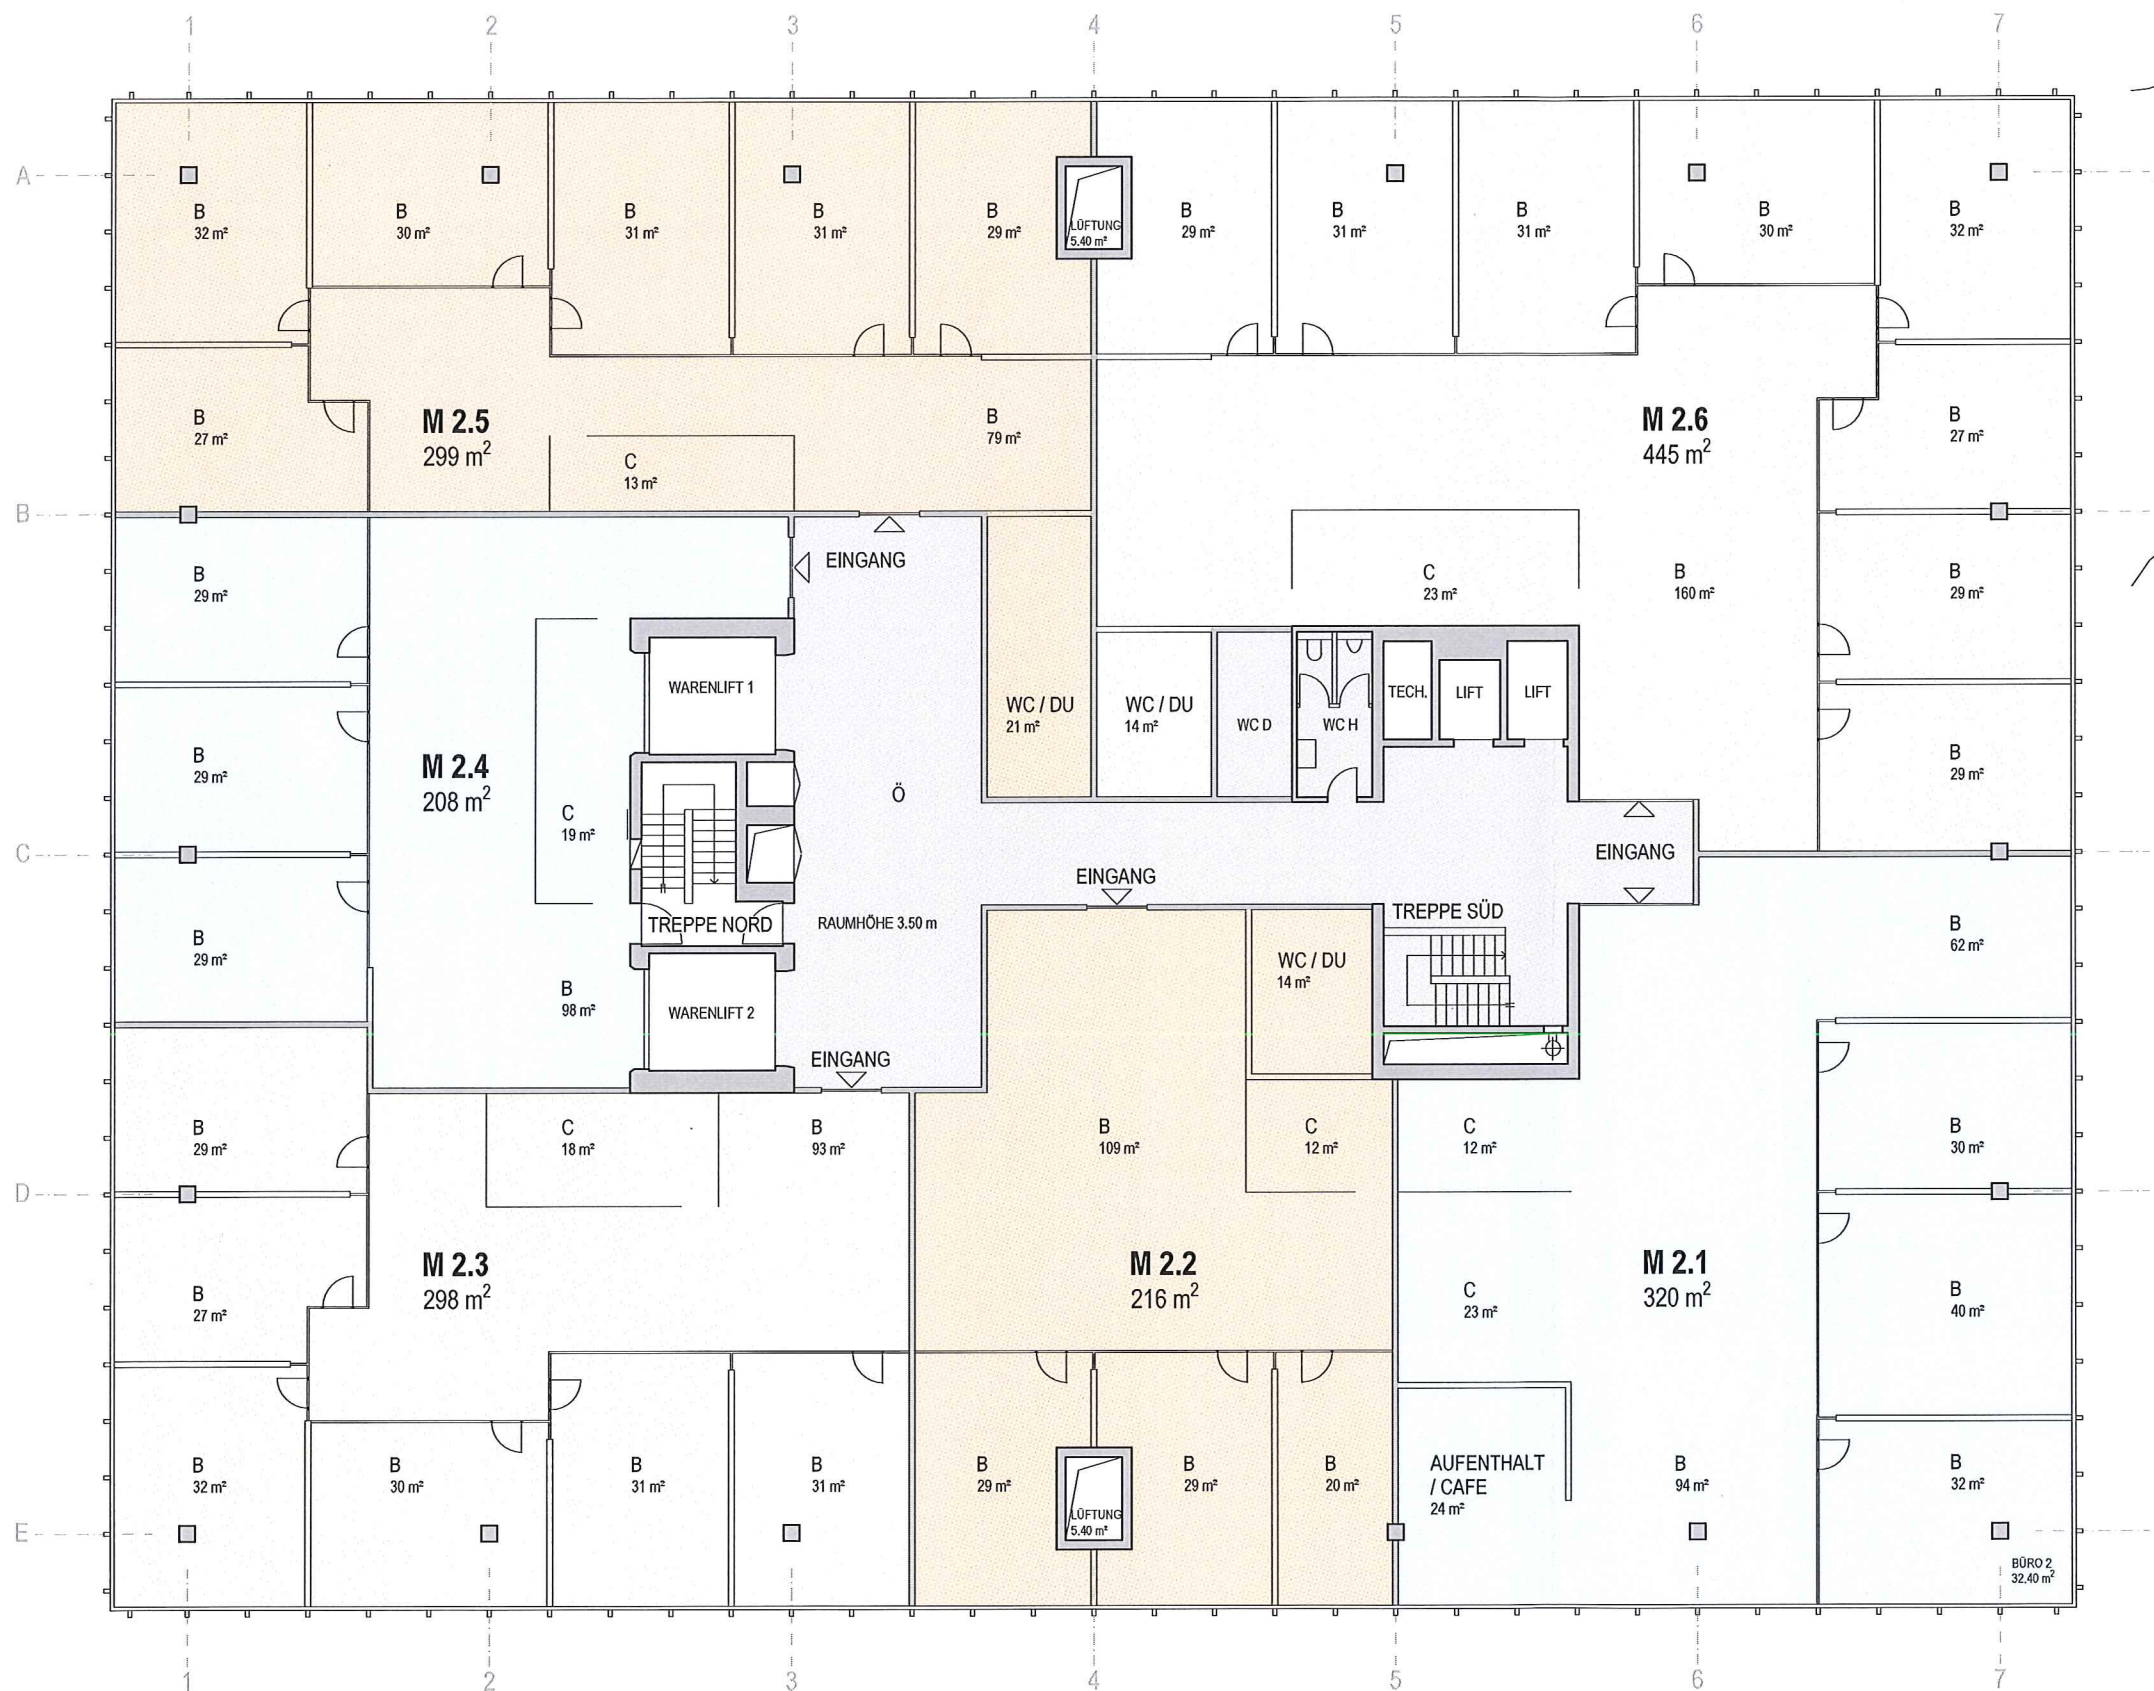 1 2 3 4 5 6 7
A
B
32 m²
B
30 m²
B
31 m²
B
31 m²
B
29 m²
LÜFTUNG
5.40 m²
B
29 m²
B
31 m²
B
31 m²
B
30 m²
B
32 m²
B
27 m²
M 2.5
299 m²
C
13 m²
B
79 m²
M 2.6
445 m²
B
27 m²
B
B
29 m²
EINGANG
C
23 m²
B
160 m²
B
29 m²
WARENLIFT 1
WC / DU
21 m²
WC / DU
14 m²
WC D
WC H
TECH.
LIFT
LIFT
B
29 m²
M 2.4
208 m²
Ö
B
29 m²
C
19 m²
C
EINGANG
EINGANG
B
29 m²
TREPPE NORD
RAUMHÖHE 3.50 m
TREPPE SÜD
B
62 m²
WC / DU
14 m²
B
98 m²
WARENLIFT 2
EINGANG
B
29 m²
C
18 m²
B
93 m²
B
109 m²
C
12 m²
C
12 m²
B
30 m²
D
M 2.3
298 m²
M 2.2
216 m²
M 2.1
320 m²
B
27 m²
C
23 m²
B
40 m²
B
32 m²
B
30 m²
B
31 m²
B
31 m²
B
29 m²
LÜFTUNG
5.40 m²
B
29 m²
B
20 m²
AUFENTHALT
/ CAFE
24 m²
B
94 m²
B
32 m²
E
BÜRO 2
32.40 m²
1 2 3 4 5 6 7